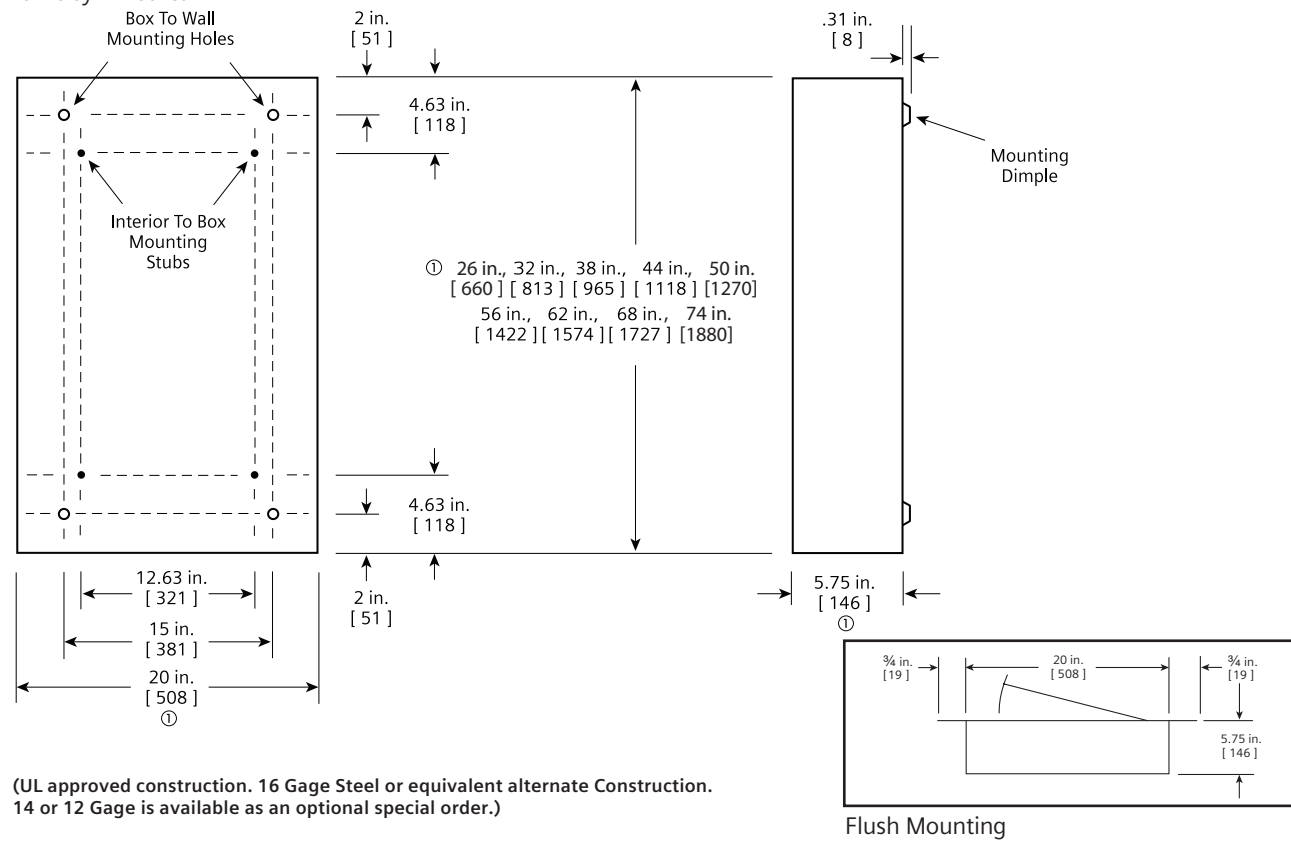 Box To Wall
Mounting Holes
2 in.
[ 51 ]
.31 in.
[ 8 ]
4.63 in.
[ 118 ]
Mounting
Dimple
Interior To Box
Mounting
Stubs
① 26 in., 32 in., 38 in., 44 in., 50 in.
[ 660 ] [ 813 ] [ 965 ] [ 1118 ] [1270]
56 in., 62 in., 68 in., 74 in.
[ 1422 ] [ 1574 ] [ 1727 ] [1880]
4.63 in.
[ 118 ]
2 in.
[ 51 ]
12.63 in.
[ 321 ]
15 in.
[ 381 ]
20 in.
[ 508 ]
①
5.75 in.
[ 146 ]
①
¾ in.
[19]
20 in.
[ 508 ]
¾ in.
[19]
5.75 in.
[ 146 ]
Flush Mounting
(UL approved construction. 16 Gage Steel or equivalent alternate Construction.
14 or 12 Gage is available as an optional special order.)